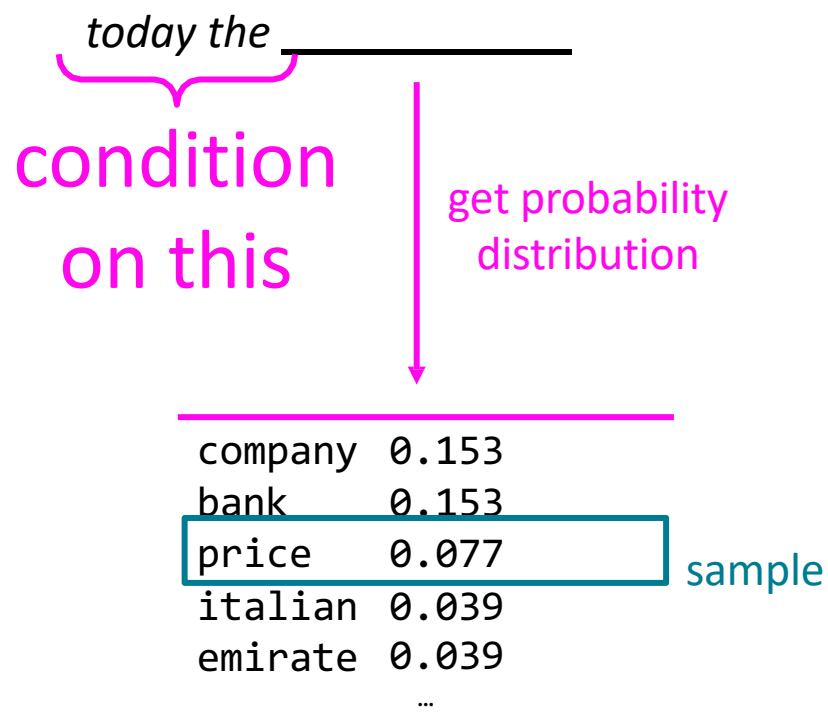 today the ____________
condition
on this
get probability
distribution
company 0.153
bank 0.153
price 0.077
italian 0.039
emirate 0.039
…
sample